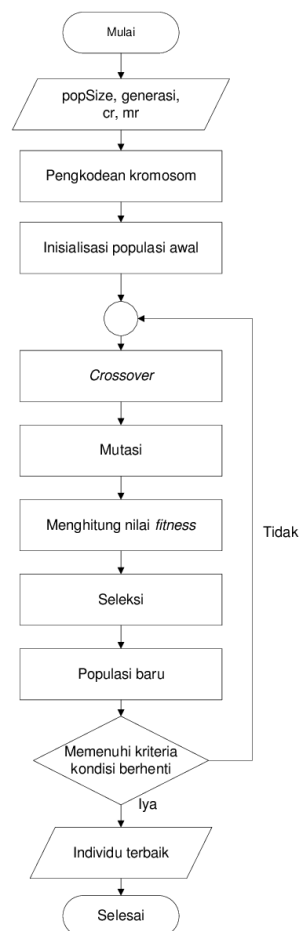 Mulai
popSize, generasi,
cr, mr
Pengkodean kromosom
Inisialisasi populasi awal
Crossover
Mutasi
Menghitung nilai fitness
Tidak
Seleksi
Populasi baru
Memenuhi kriteria
kondisi berhenti
Iya
Individu terbaik
Selesai